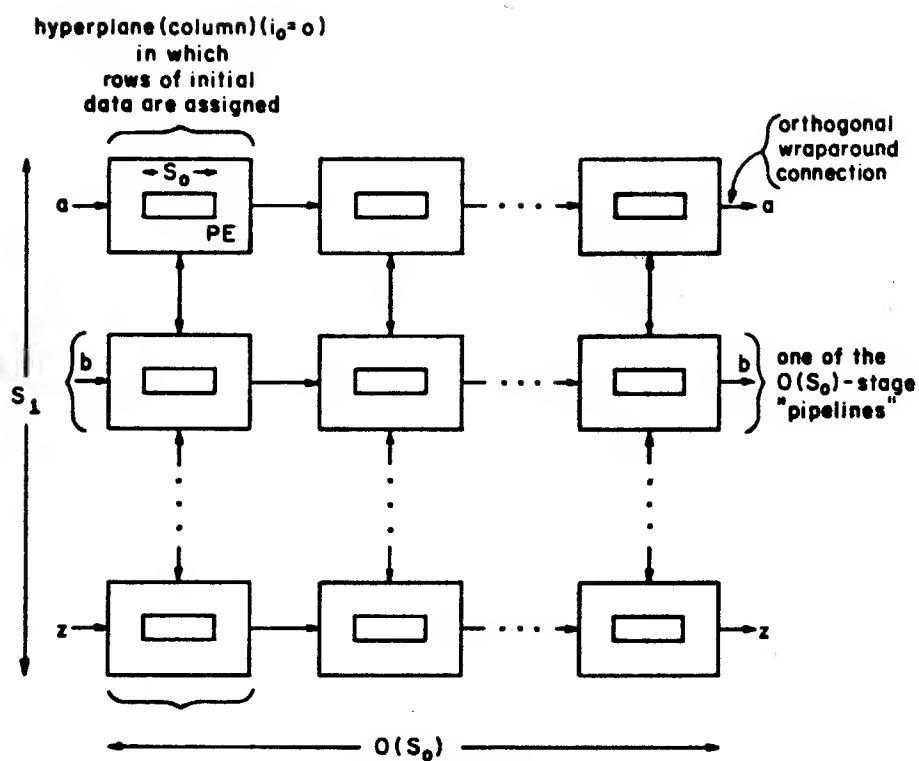 hyperplane (column) (i₀=0)
in which
rows of initial
data are assigned
orthogonal
wraparound
connection
S₀
a
a
PE
b
b
one of the
O(S₀)-stage
"pipelines"
S₁
z
z
O(S₀)